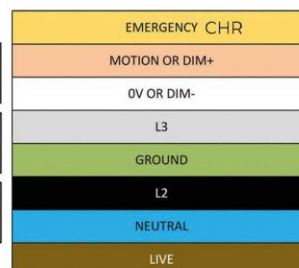 EMERGENCY CHR
MOTION OR DIM+
0V OR DIM-
L3
GROUND
L2
NEUTRAL
LIVE